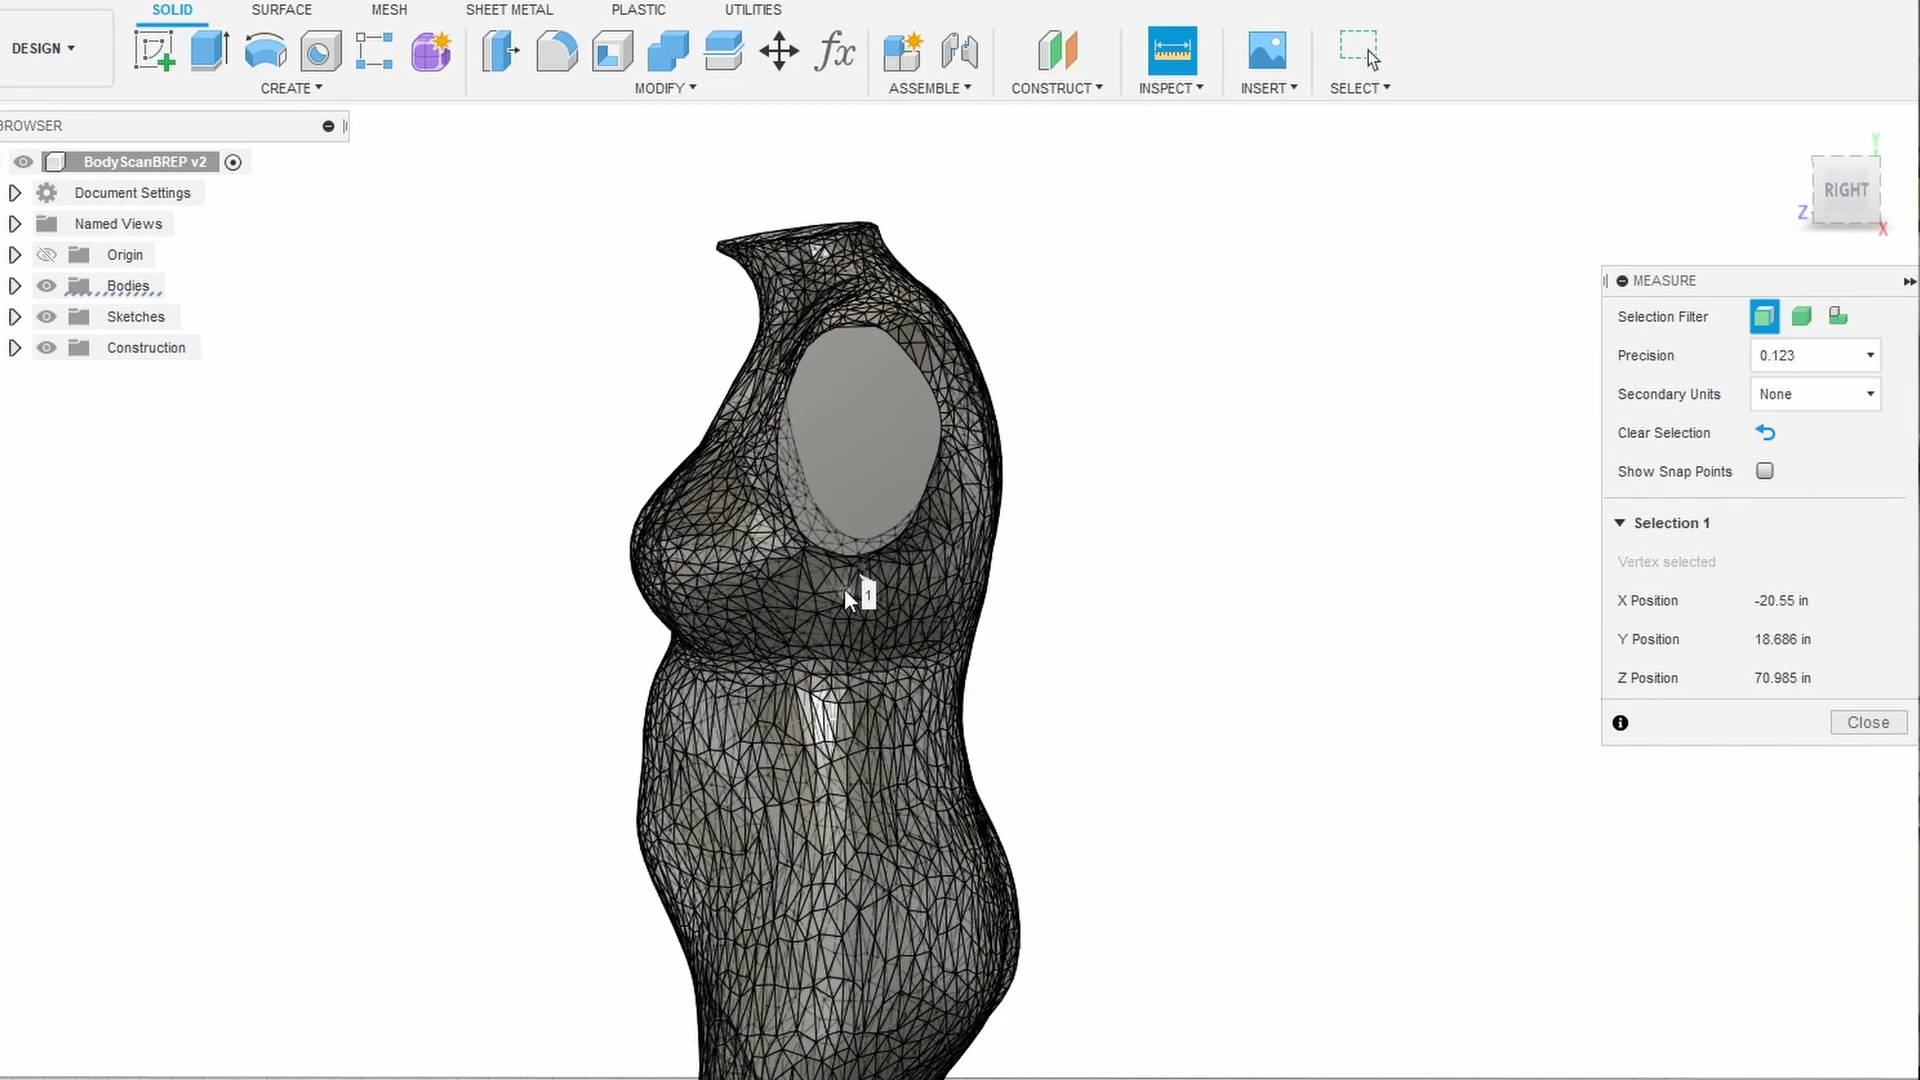 SOLID SURFACE MESH SHEET METAL PLASTIC UTILITIES
DESIGN
fx
CREATE MODIFY ASSEMBLE CONSTRUCT INSPECT INSERT SELECT
BROWSER
BodyScanBREP v2
Document Settings
Named Views
Origin
Bodies
Sketches
Construction
Y
RIGHT
Z
X
MEASURE
Selection Filter
Precision 0.123
Secondary Units None
Clear Selection
Show Snap Points
Selection 1
Vertex selected
X Position -20.55 in
Y Position 18.686 in
Z Position 70.985 in
Close
1